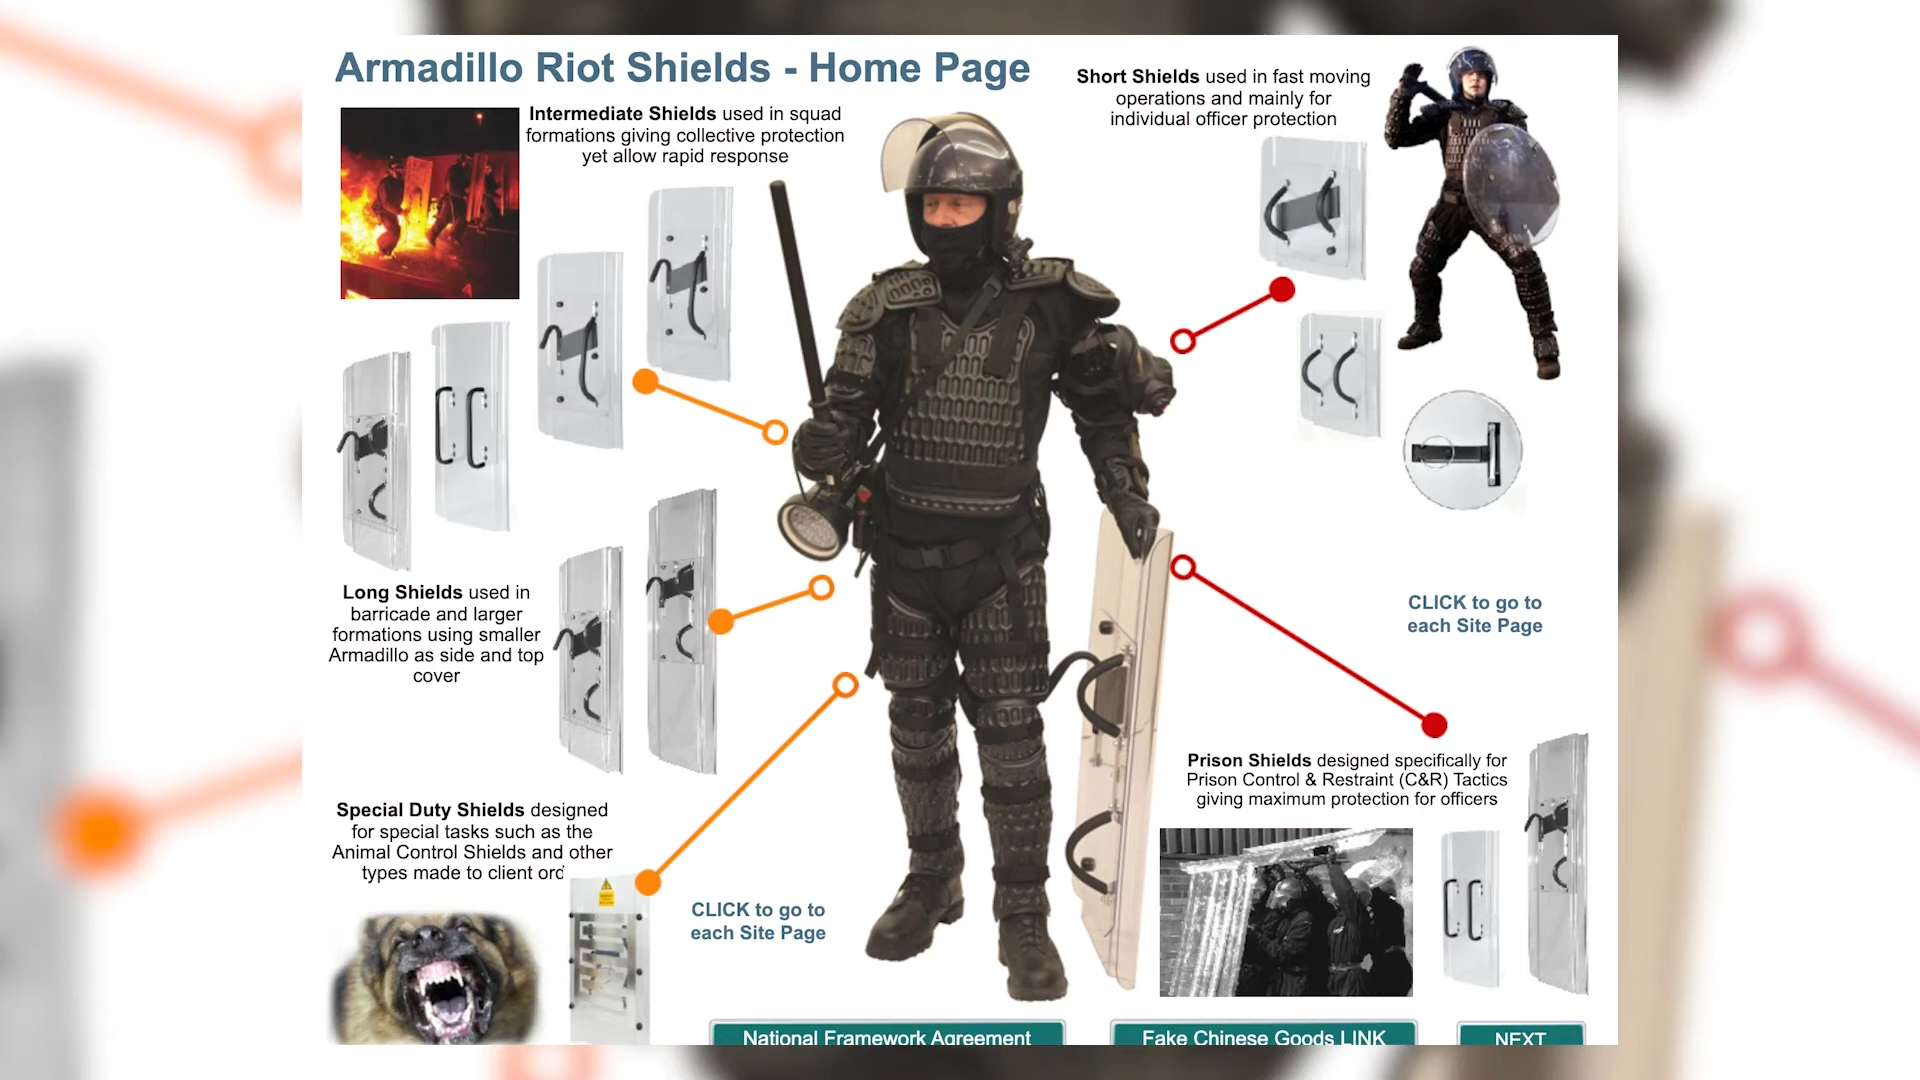 Armadillo Riot Shields - Home Page
Intermediate Shields used in squad
formations giving collective protection
yet allow rapid response
Short Shields used in fast moving
operations and mainly for
individual officer protection
Long Shields used in
barricade and larger
formations using smaller
Armadillo as side and top
cover
CLICK to go to
each Site Page
Prison Shields designed specifically for
Prison Control & Restraint (C&R) Tactics
giving maximum protection for officers
Special Duty Shields designed
for special tasks such as the
Animal Control Shields and other
types made to client ord
CLICK to go to
each Site Page
National Framework Agreement
Fake Chinese Goods LINK
NEXT